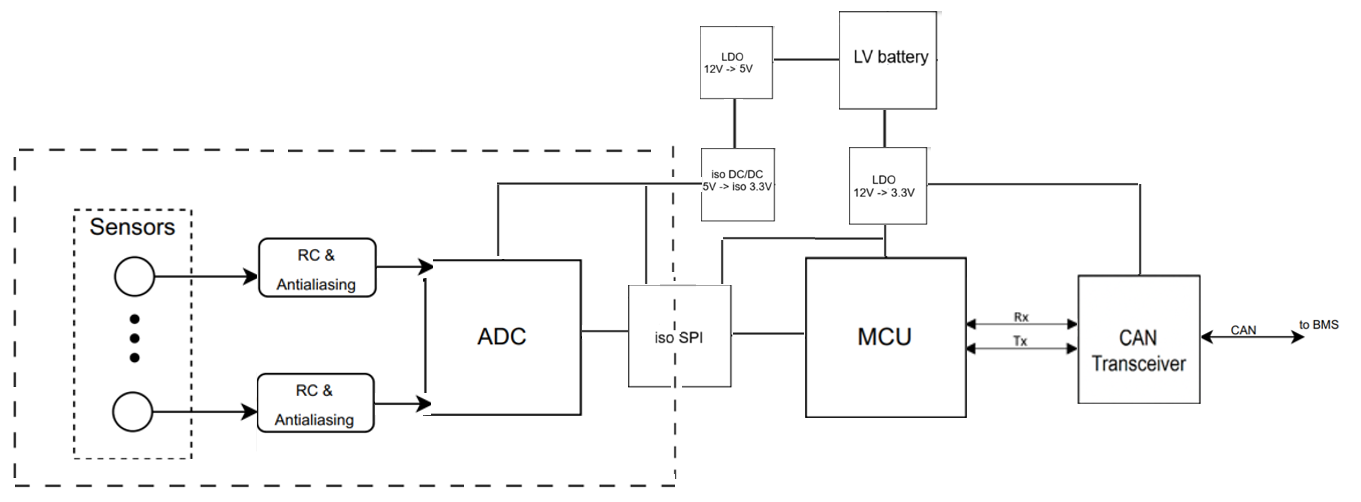 LDO
12V -> 5V
LV battery
iso DC/DC
5V -> iso 3.3V
LDO
12V -> 3.3V
Sensors
RC &
Antialiasing
ADC
iso SPI
MCU
Rx
Tx
CAN
Transceiver
CAN
to BMS
RC &
Antialiasing